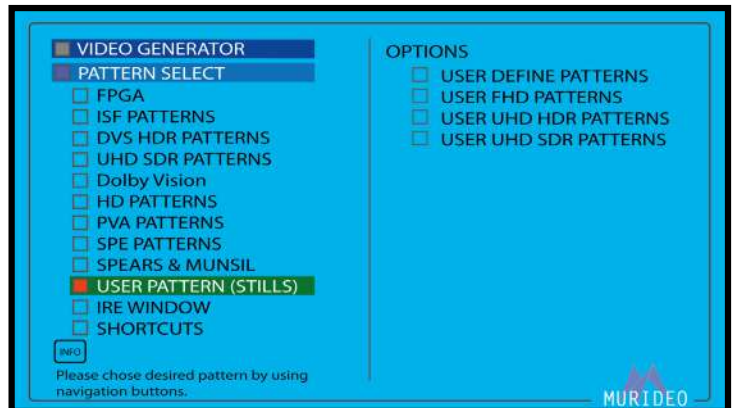 VIDEO GENERATOR
PATTERN SELECT
FPGA
ISF PATTERNS
DVS HDR PATTERNS
UHD SDR PATTERNS
Dolby Vision
HD PATTERNS
PVA PATTERNS
SPE PATTERNS
SPEARS & MUNSIL
USER PATTERN (STILLS)
IRE WINDOW
SHORTCUTS
INFO
Please chose desired pattern by using
navigation buttons.
OPTIONS
USER DEFINE PATTERNS
USER FHD PATTERNS
USER UHD HDR PATTERNS
USER UHD SDR PATTERNS
MURIDEO